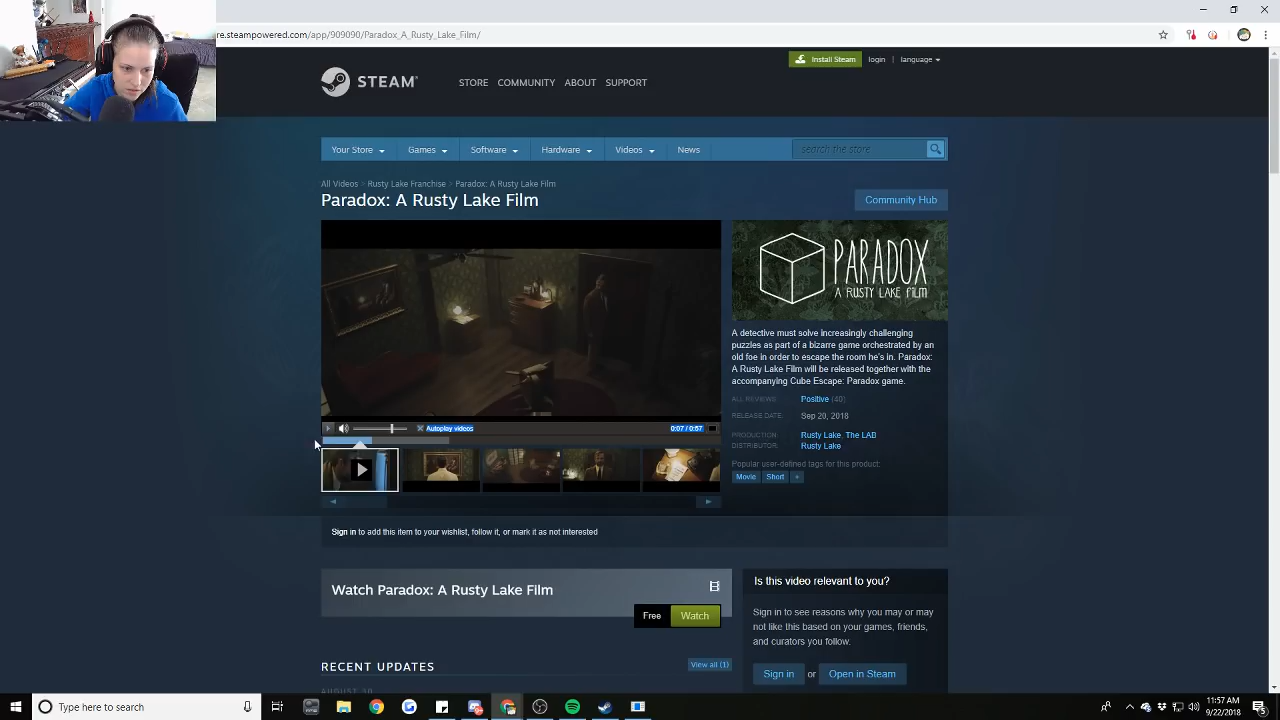 re.steampowered.com/app/909090/Paradox_A_Rusty_Lake_Film/
Install Steam
login | language
STEAM
STORE COMMUNITY ABOUT SUPPORT
Your Store Games Software Hardware Videos News
search the store
All Videos > Rusty Lake Franchise > Paradox: A Rusty Lake Film
Paradox: A Rusty Lake Film
Community Hub
PARADOX
A RUSTY LAKE FILM
A detective must solve increasingly challenging
puzzles as part of a bizarre game orchestrated by an
old foe in order to escape the room he's in. Paradox:
A Rusty Lake Film will be released together with the
accompanying Cube Escape: Paradox game.
ALL REVIEWS: Positive (40)
RELEASE DATE: Sep 20, 2018
PRODUCTION: Rusty Lake, The LAB
DISTRIBUTOR: Rusty Lake
Popular user-defined tags for this product:
Movie Short +
Autoplay videos 0:07 / 0:57
Sign in to add this item to your wishlist, follow it, or mark it as not interested
Watch Paradox: A Rusty Lake Film
Free Watch
Is this video relevant to you?
Sign in to see reasons why you may or may
not like this based on your games, friends,
and curators you follow.
Sign in or Open in Steam
RECENT UPDATES View all (1)
AUGUST 30
Type here to search
11:57 AM
9/22/2018